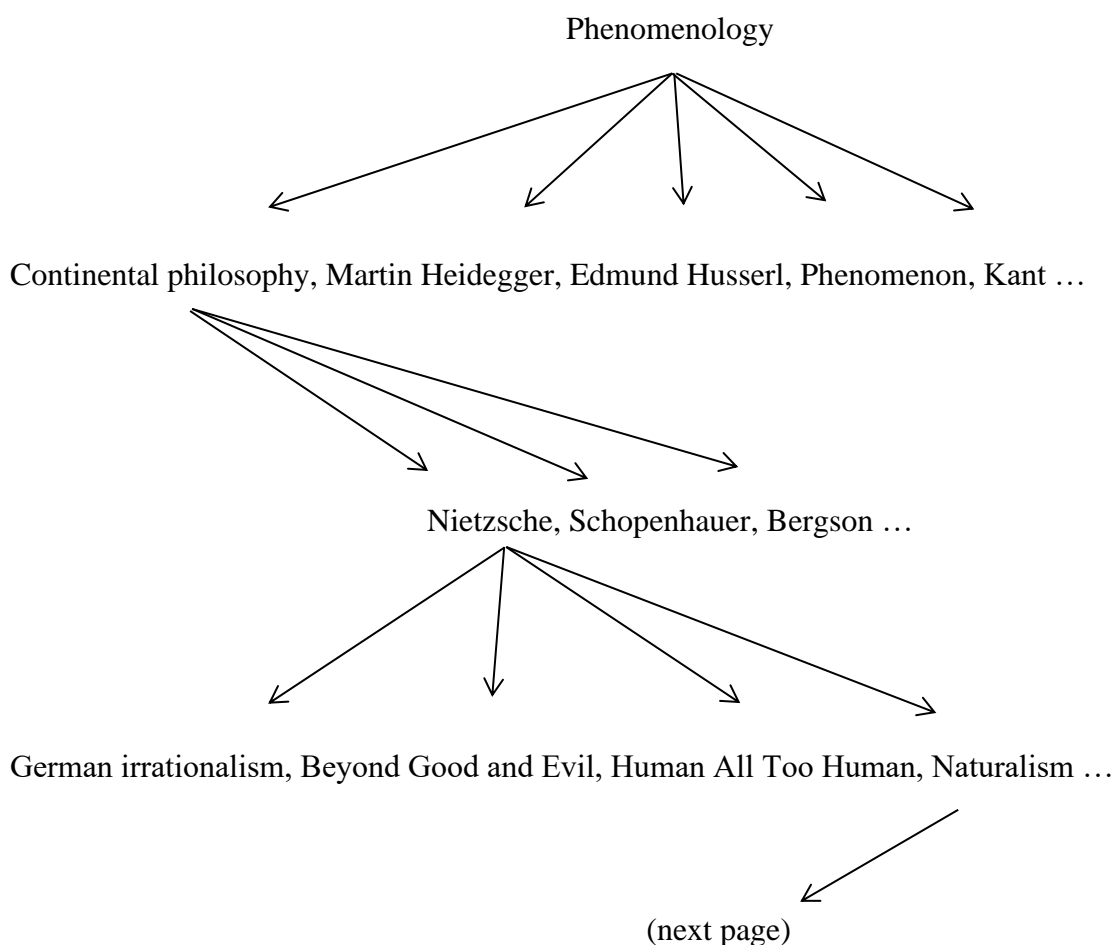 Phenomenology
Continental philosophy, Martin Heidegger, Edmund Husserl, Phenomenon, Kant …
Nietzsche, Schopenhauer, Bergson …
German irrationalism, Beyond Good and Evil, Human All Too Human, Naturalism …
(next page)